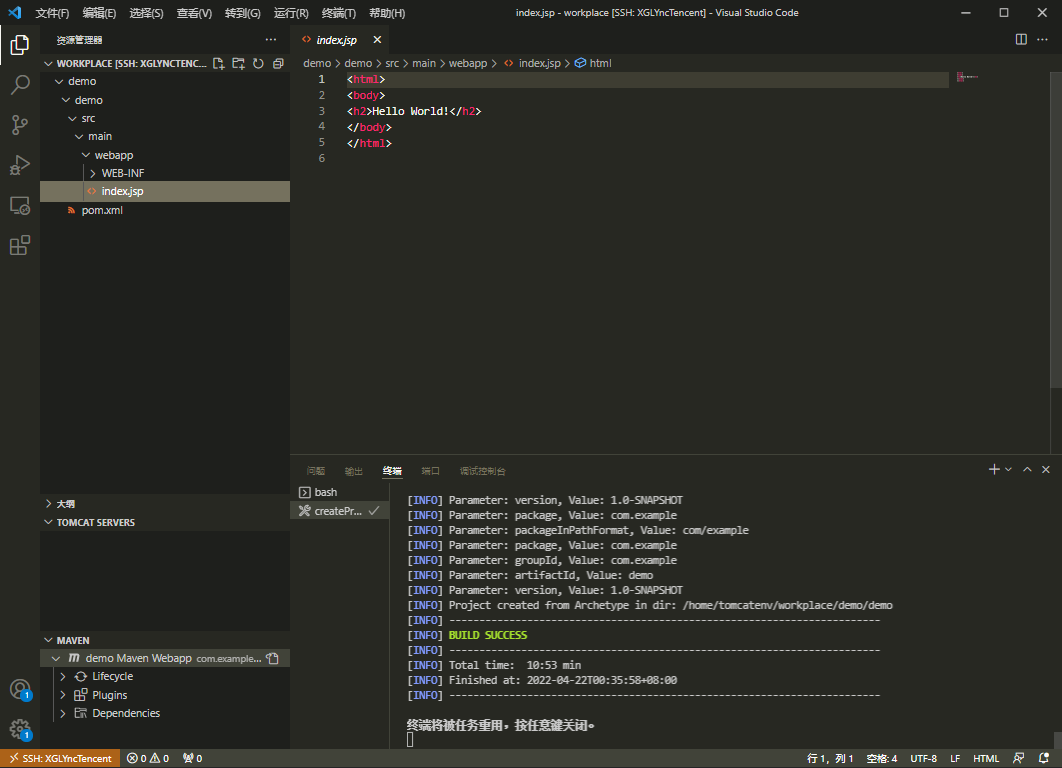 文件(F) 编辑(E) 选择(S) 查看(V) 转到(G) 运行(R) 终端(T) 帮助(H) index.jsp - workplace [SSH: XGLYncTencent] - Visual Studio Code
资源管理器
WORKPLACE [SSH: XGLYNCTENC...
demo
demo
src
main
webapp
WEB-INF
index.jsp
pom.xml
大纲
TOMCAT SERVERS
MAVEN
demo Maven Webapp com.example...
Lifecycle
Plugins
Dependencies
1
1
index.jsp
demo > demo > src > main > webapp > index.jsp > html
1 <html>
2 <body>
3 <h2>Hello World!</h2>
4 </body>
5 </html>
6
问题 输出 终端 端口 调试控制台
bash
createPr...
[INFO] Parameter: version, Value: 1.0-SNAPSHOT
[INFO] Parameter: package, Value: com.example
[INFO] Parameter: packageInPathFormat, Value: com/example
[INFO] Parameter: package, Value: com.example
[INFO] Parameter: groupId, Value: com.example
[INFO] Parameter: artifactId, Value: demo
[INFO] Parameter: version, Value: 1.0-SNAPSHOT
[INFO] Project created from Archetype in dir: /home/tomcatenv/workplace/demo/demo
[INFO] ------------------------------------------------------------------------
[INFO] BUILD SUCCESS
[INFO] ------------------------------------------------------------------------
[INFO] Total time:  10:53 min
[INFO] Finished at: 2022-04-22T00:35:58+08:00
[INFO] ------------------------------------------------------------------------
终端将被任务重用，按任意键关闭。
SSH: XGLYncTencent 0 0 0 行 1，列 1 空格: 4 UTF-8 LF HTML